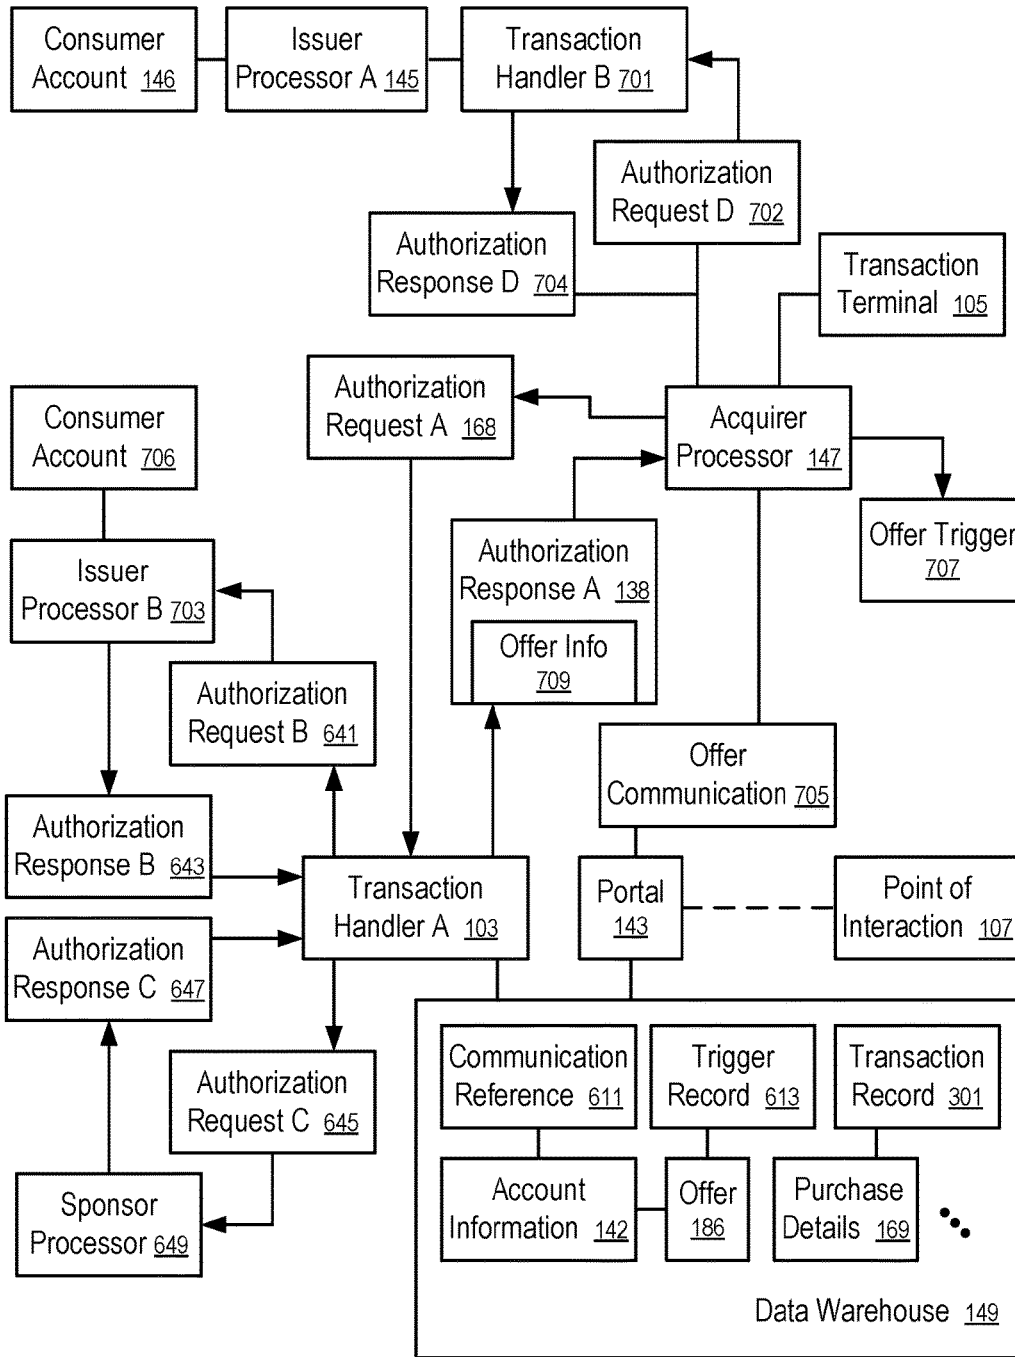 Consumer
Account 146
Issuer
Processor A 145
Transaction
Handler B 701
Authorization
Request D 702
Authorization
Response D 704
Transaction
Terminal 105
Authorization
Request A 168
Acquirer
Processor 147
Consumer
Account 706
Offer Trigger
707
Issuer
Processor B 703
Authorization
Response A 138
Offer Info
709
Authorization
Request B 641
Offer
Communication 705
Authorization
Response B 643
Transaction
Handler A 103
Portal
143
Point of
Interaction 107
Authorization
Response C 647
Authorization
Request C 645
Sponsor
Processor 649
Communication
Reference 611
Trigger
Record 613
Transaction
Record 301
Account
Information 142
Offer
186
Purchase
Details 169
Data Warehouse 149